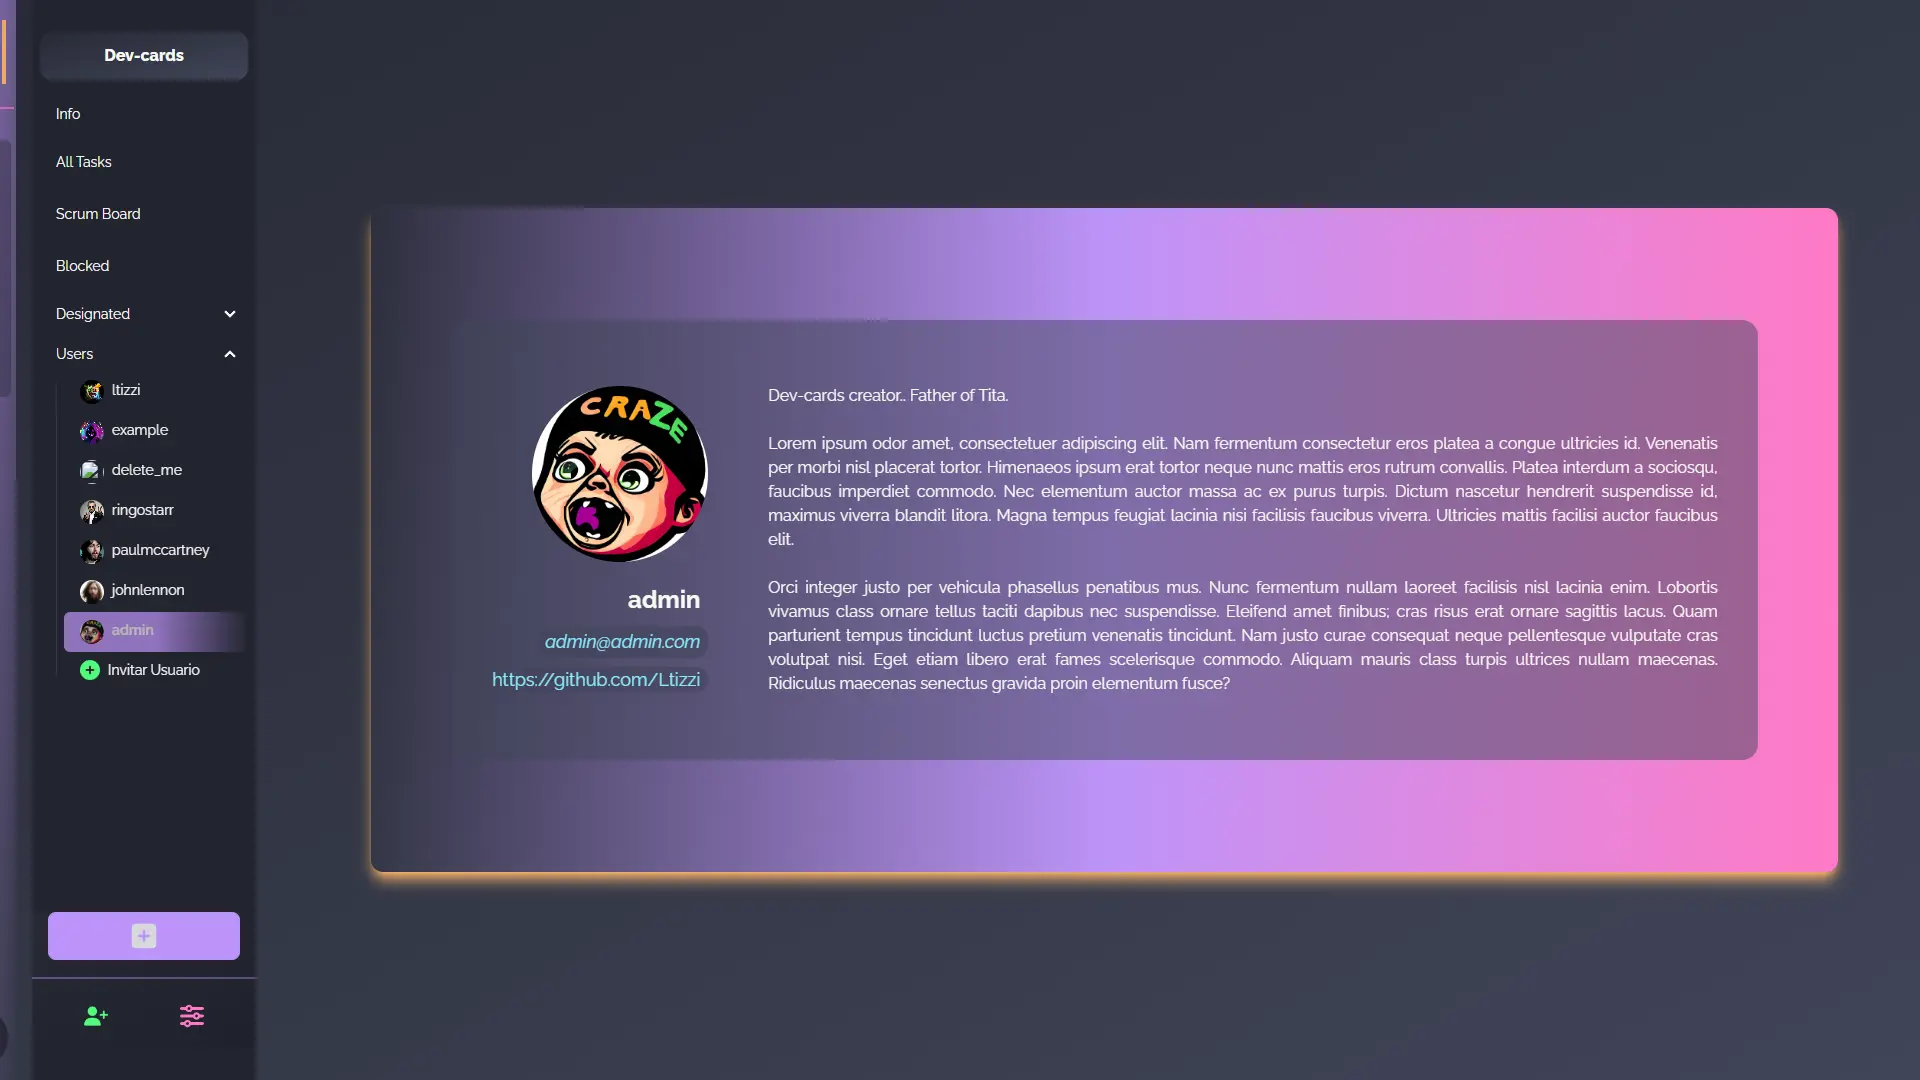 Dev-cards
Info
All Tasks
Scrum Board
Blocked
Designated
Users
ltizzi
example
delete_me
ringostarr
paulmccartney
johnlennon
admin
Invitar Usuario
CRAZE
admin
admin@admin.com
https://github.com/Ltizzi
Dev-cards creator.. Father of Tita.
Lorem ipsum odor amet, consectetuer adipiscing elit. Nam fermentum consectetur eros platea a congue ultricies id. Venenatis
per morbi nisl placerat tortor. Himenaeos ipsum erat tortor neque nunc mattis eros rutrum convallis. Platea interdum a sociosqu,
faucibus imperdiet commodo. Nec elementum auctor massa ac ex purus turpis. Dictum nascetur hendrerit suspendisse id,
maximus viverra blandit litora. Magna tempus feugiat lacinia nisi facilisis faucibus viverra. Ultricies mattis facilisi auctor faucibus
elit.
Orci integer justo per vehicula phasellus penatibus mus. Nunc fermentum nullam laoreet facilisis nisl lacinia enim. Lobortis
vivamus class ornare tellus taciti dapibus nec suspendisse. Eleifend amet finibus; cras risus erat ornare sagittis lacus. Quam
parturient tempus tincidunt luctus pretium venenatis tincidunt. Nam justo curae consequat neque pellentesque vulputate cras
volutpat nisi. Eget etiam libero erat fames scelerisque commodo. Aliquam mauris class turpis ultrices nullam maecenas.
Ridiculus maecenas senectus gravida proin elementum fusce?